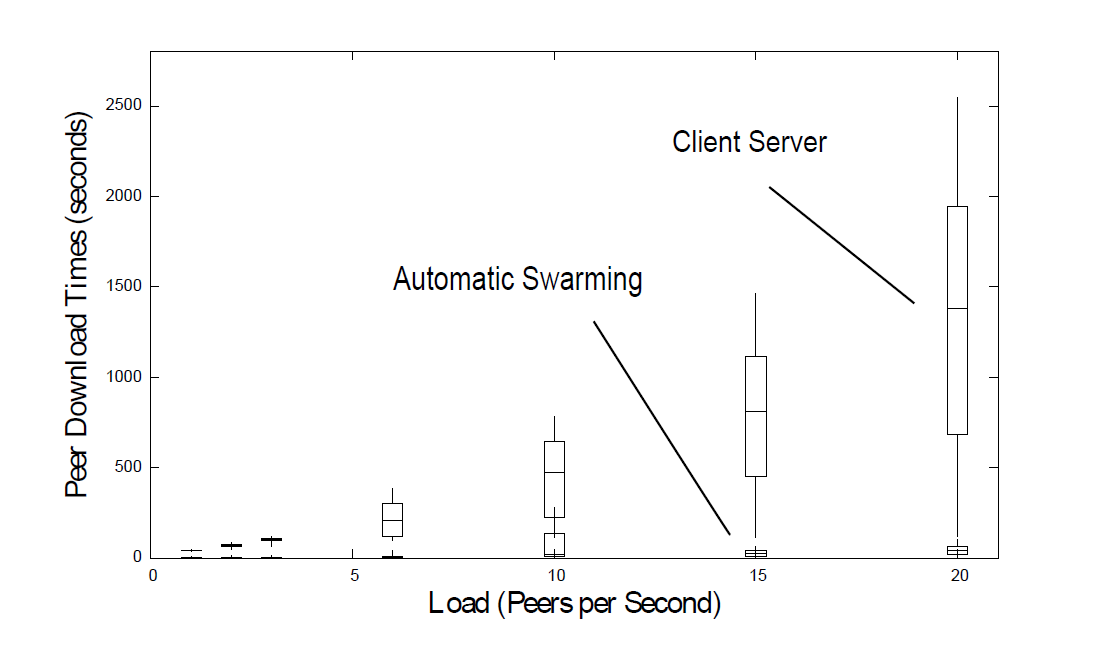 2500
Client Server
2000
Automatic Swarming
1500
1000
500
0
0 5 10 15 20
Peer Download Times (seconds)
Load (Peers per Second)